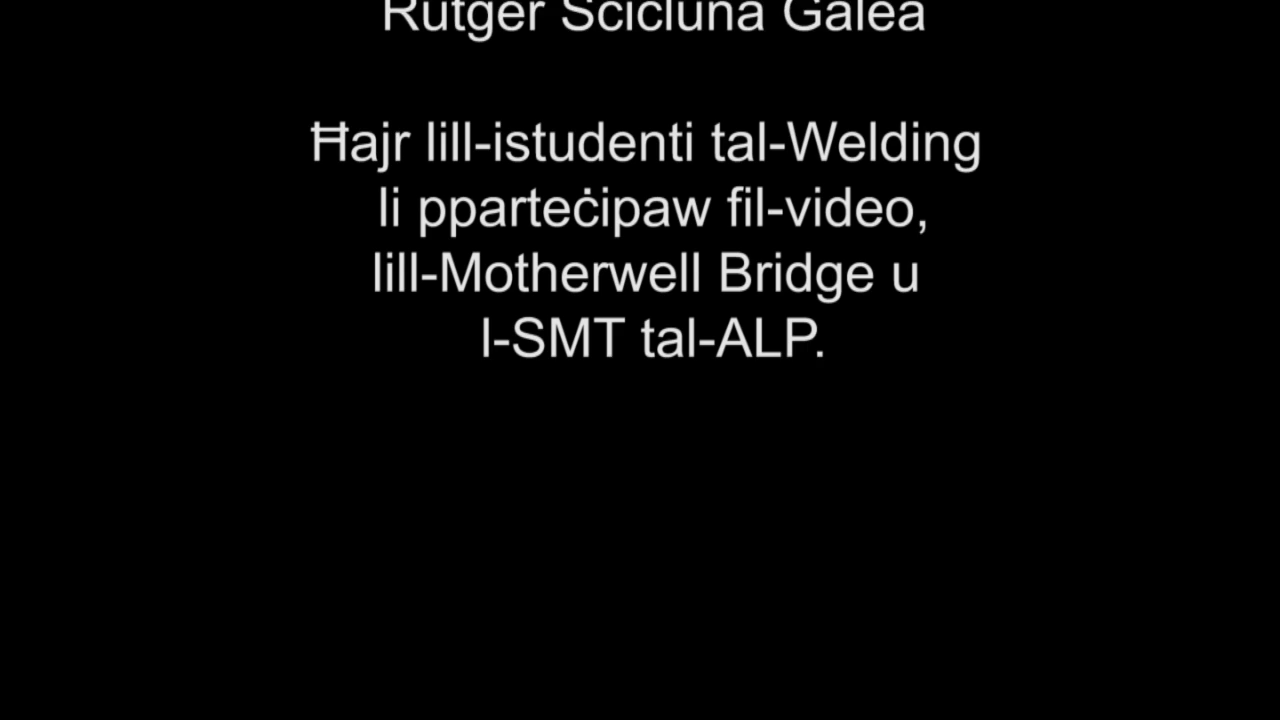 Rutger Scicluna Galea
Ħajr lill-istudenti tal-Welding
li pparteċipaw fil-video,
lill-Motherwell Bridge u
l-SMT tal-ALP.